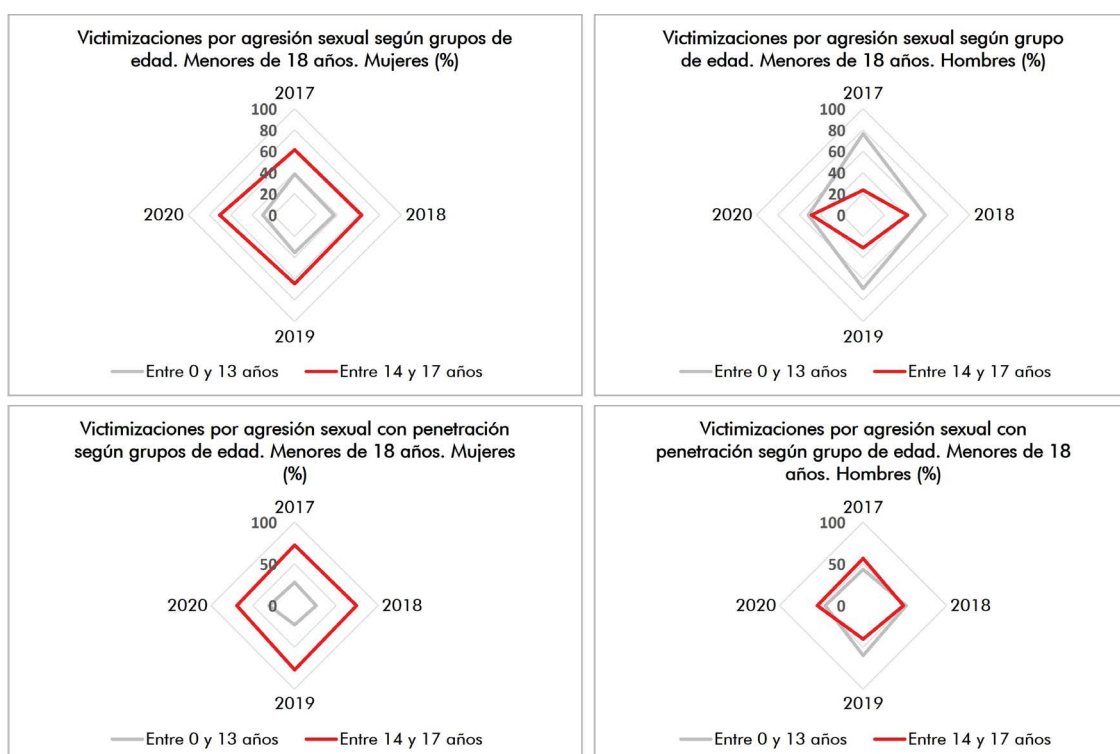 Victimizaciones por agresión sexual según grupos de
edad. Menores de 18 años. Mujeres (%)
2017
100
80
60
40
20
0
2020
2018
2019
Entre 0 y 13 años
Entre 14 y 17 años
Victimizaciones por agresión sexual según grupo
de edad. Menores de 18 años. Hombres (%)
2017
100
80
60
40
20
0
2020
2018
2019
Entre 0 y 13 años
Entre 14 y 17 años
Victimizaciones por agresión sexual con penetración
según grupos de edad. Menores de 18 años. Mujeres
(%)
2017
100
50
0
2020
2018
2019
Entre 0 y 13 años
Entre 14 y 17 años
Victimizaciones por agresión sexual con
penetración según grupo de edad. Menores de 18
años. Hombres (%)
2017
100
50
0
2020
2018
2019
Entre 0 y 13 años
Entre 14 y 17 años